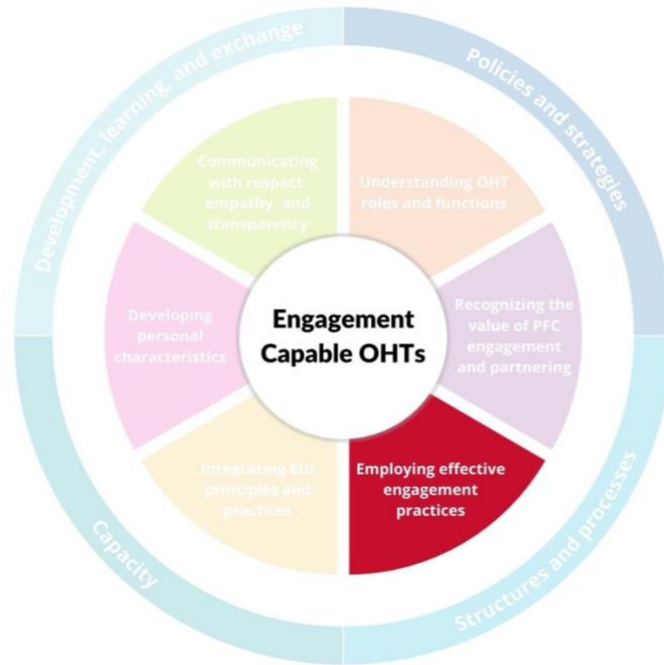 Development, learning, and exchange
Policies and strategies
Communicating
with respect,
empathy, and
transparency
Understanding OHT
roles and functions
Developing
personal
characteristics
Engagement
Capable OHTs
Recognizing the
value of PFC
engagement
and partnering
Integrating EDI
principles and
practices
Employing effective
engagement
practices
Capacity
Structures and processes